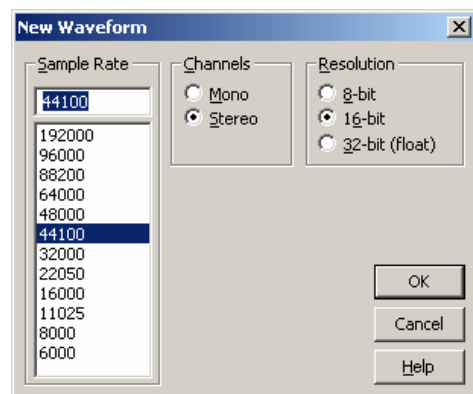 New Waveform
Sample Rate
44100
192000
96000
88200
64000
48000
44100
32000
22050
16000
11025
8000
6000
Channels
Mono
Stereo
Resolution
8-bit
16-bit
32-bit (float)
OK
Cancel
Help